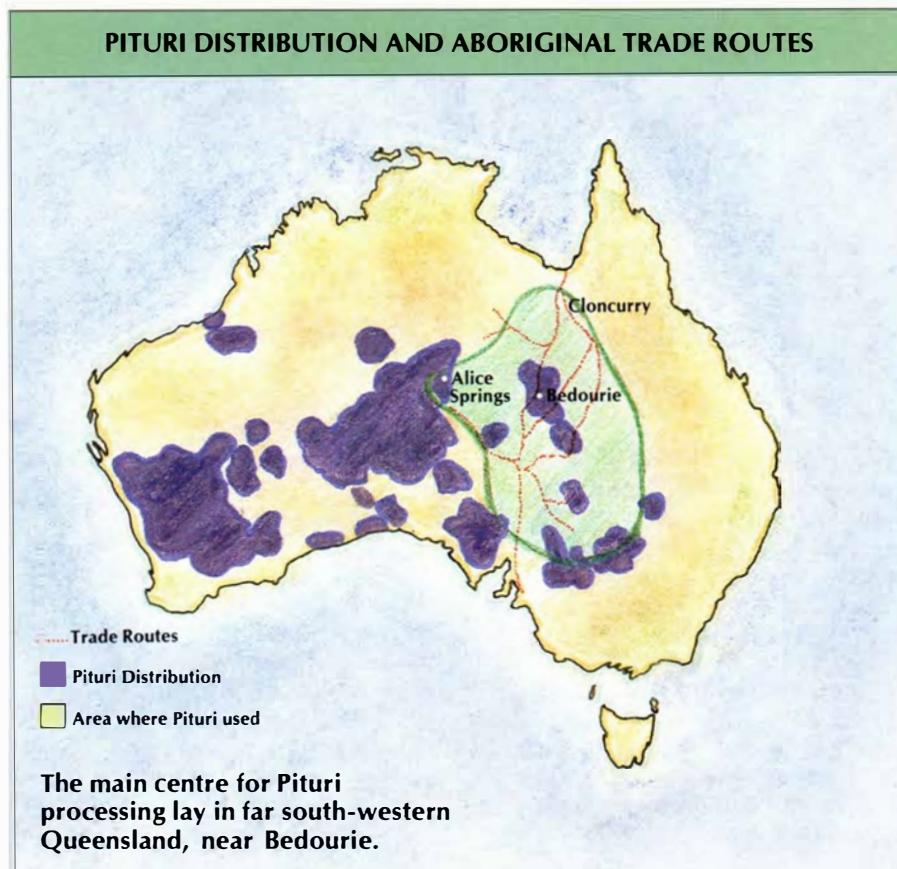 PITURI DISTRIBUTION AND ABORIGINAL TRADE ROUTES
Cloncurry
Alice
Springs
Bedourie
Trade Routes
Pituri Distribution
Area where Pituri used
The main centre for Pituri
processing lay in far south-western
Queensland, near Bedourie.